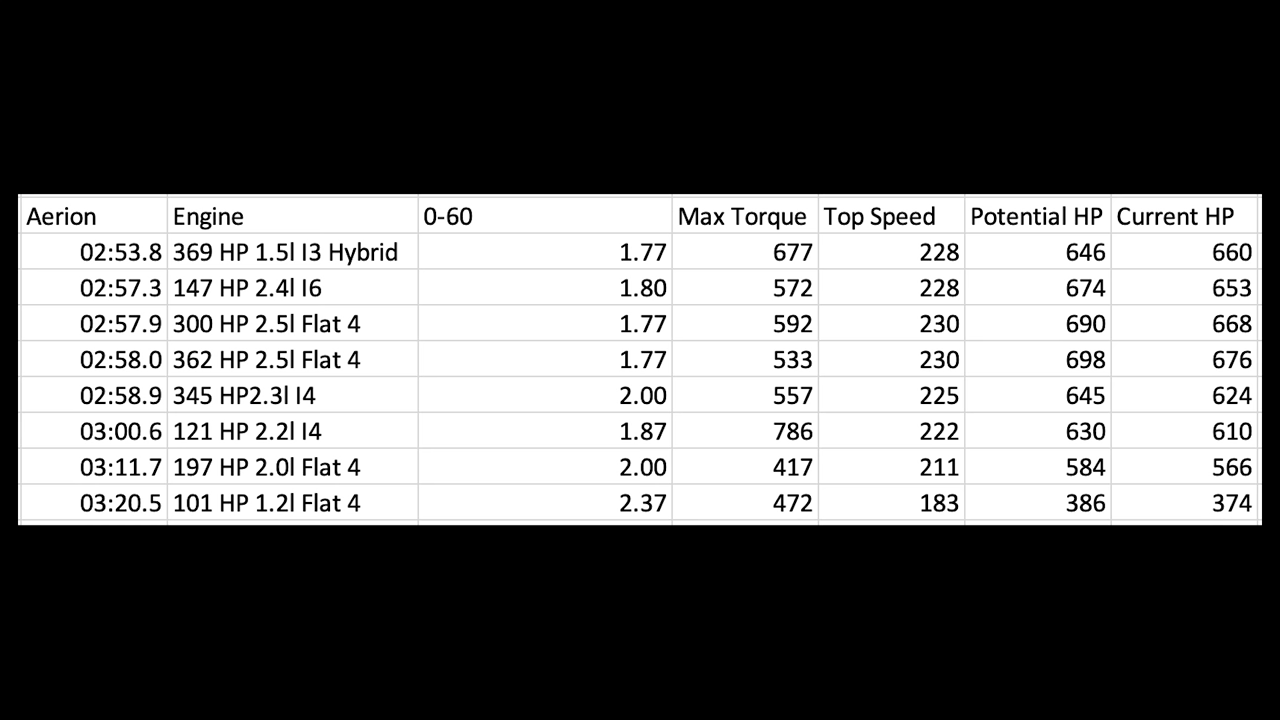 Aerion Engine 0-60 Max Torque Top Speed Potential HP Current HP
02:53.8 369 HP 1.5l I3 Hybrid 1.77 677 228 646 660
02:57.3 147 HP 2.4l I6 1.80 572 228 674 653
02:57.9 300 HP 2.5l Flat 4 1.77 592 230 690 668
02:58.0 362 HP 2.5l Flat 4 1.77 533 230 698 676
02:58.9 345 HP2.3l I4 2.00 557 225 645 624
03:00.6 121 HP 2.2l I4 1.87 786 222 630 610
03:11.7 197 HP 2.0l Flat 4 2.00 417 211 584 566
03:20.5 101 HP 1.2l Flat 4 2.37 472 183 386 374